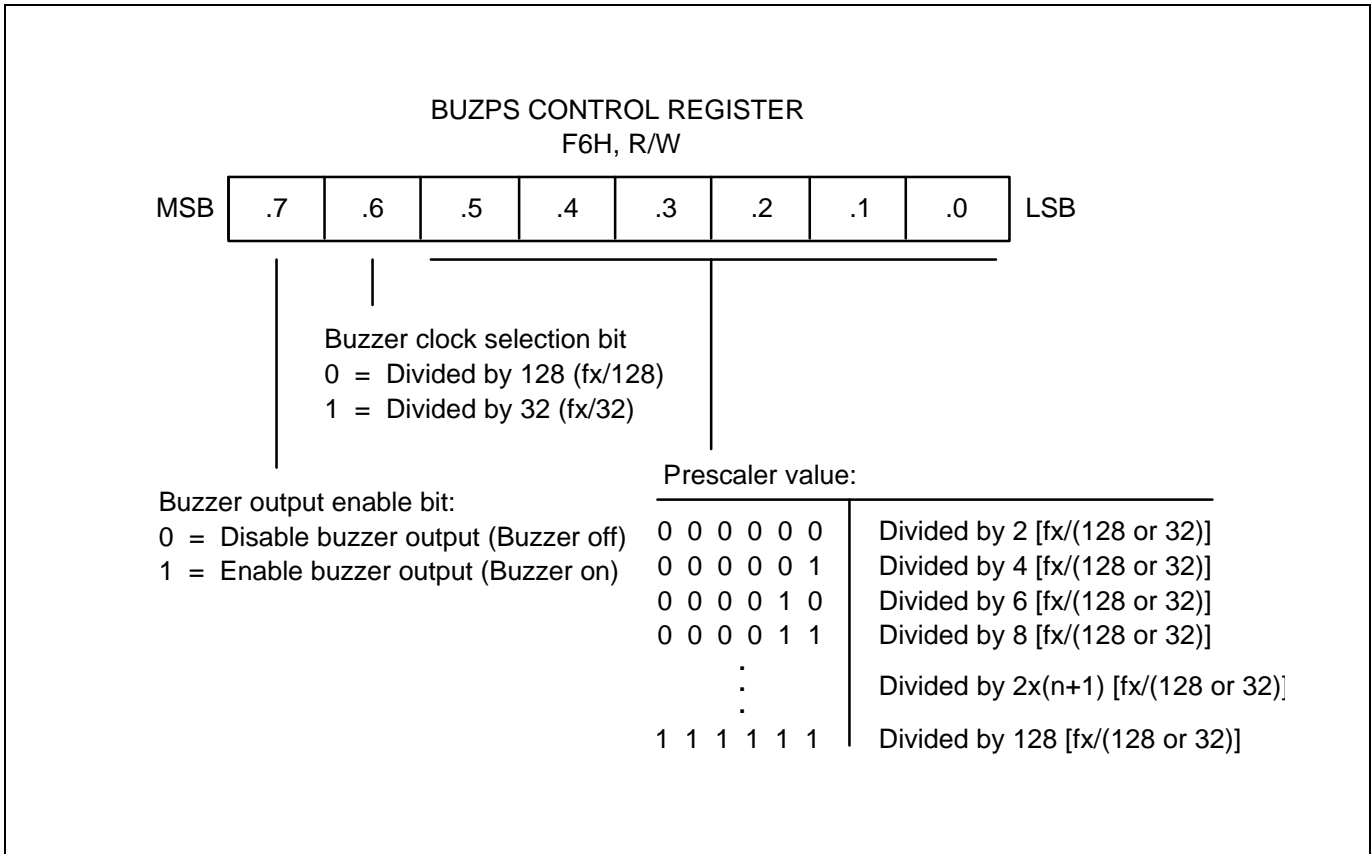 BUZPS CONTROL REGISTER
F6H, R/W
MSB .7 .6 .5 .4 .3 .2 .1 .0 LSB
Buzzer clock selection bit
0 = Divided by 128 (fx/128)
1 = Divided by 32 (fx/32)
Buzzer output enable bit:
0 = Disable buzzer output (Buzzer off)
1 = Enable buzzer output (Buzzer on)
Prescaler value:
0 0 0 0 0 0 Divided by 2 [fx/(128 or 32)]
0 0 0 0 0 1 Divided by 4 [fx/(128 or 32)]
0 0 0 0 1 0 Divided by 6 [fx/(128 or 32)]
0 0 0 0 1 1 Divided by 8 [fx/(128 or 32)]
.
. Divided by 2x(n+1) [fx/(128 or 32)]
.
1 1 1 1 1 1 Divided by 128 [fx/(128 or 32)]